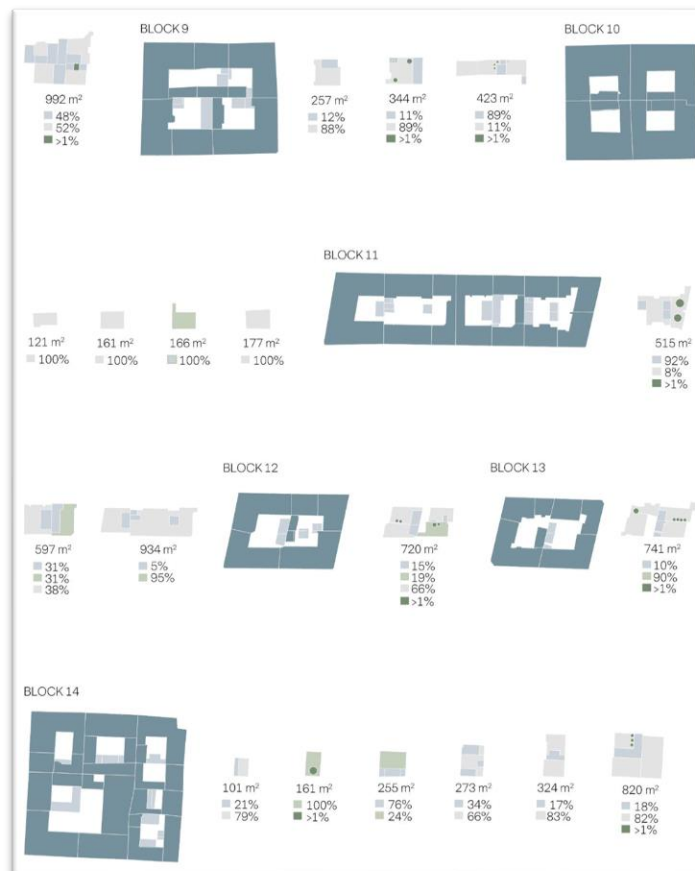 BLOCK 9
BLOCK 10
992 m²
48%
52%
>1%
257 m²
12%
88%
344 m²
11%
89%
>1%
423 m²
89%
11%
>1%
BLOCK 11
121 m²
100%
161 m²
100%
166 m²
100%
177 m²
100%
515 m²
92%
8%
>1%
BLOCK 12
BLOCK 13
597 m²
31%
31%
38%
934 m²
5%
95%
720 m²
15%
19%
66%
>1%
741 m²
10%
90%
>1%
BLOCK 14
101 m²
21%
79%
161 m²
100%
>1%
255 m²
76%
24%
273 m²
34%
66%
324 m²
17%
83%
820 m²
18%
82%
>1%